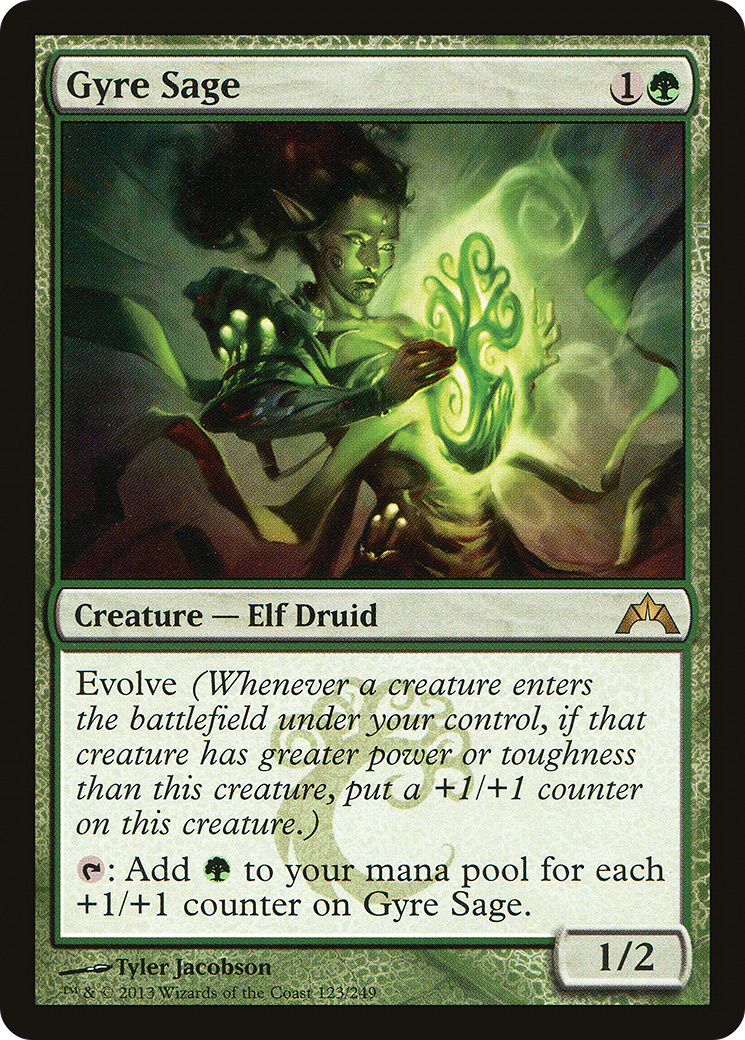 Gyre Sage 1
Creature — Elf Druid
Evolve (Whenever a creature enters
the battlefield under your control, if that
creature has greater power or toughness
than this creature, put a +1/+1 counter
on this creature.)
: Add to your mana pool for each
+1/+1 counter on Gyre Sage.
1/2
Tyler Jacobson
™ & © 2013 Wizards of the Coast 123/249